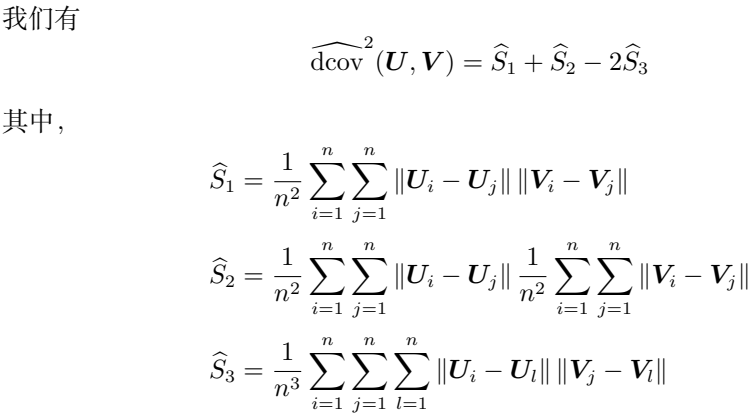 我们有
$$\widehat{\mathrm{dcov}}^2(\boldsymbol{U}, \boldsymbol{V}) = \widehat{S}_1 + \widehat{S}_2 - 2\widehat{S}_3$$
其中,
$$\widehat{S}_1 = \frac{1}{n^2} \sum_{i=1}^{n} \sum_{j=1}^{n} \|\boldsymbol{U}_i - \boldsymbol{U}_j\| \, \|\boldsymbol{V}_i - \boldsymbol{V}_j\|$$
$$\widehat{S}_2 = \frac{1}{n^2} \sum_{i=1}^{n} \sum_{j=1}^{n} \|\boldsymbol{U}_i - \boldsymbol{U}_j\| \, \frac{1}{n^2} \sum_{i=1}^{n} \sum_{j=1}^{n} \|\boldsymbol{V}_i - \boldsymbol{V}_j\|$$
$$\widehat{S}_3 = \frac{1}{n^3} \sum_{i=1}^{n} \sum_{j=1}^{n} \sum_{l=1}^{n} \|\boldsymbol{U}_i - \boldsymbol{U}_l\| \, \|\boldsymbol{V}_j - \boldsymbol{V}_l\|$$